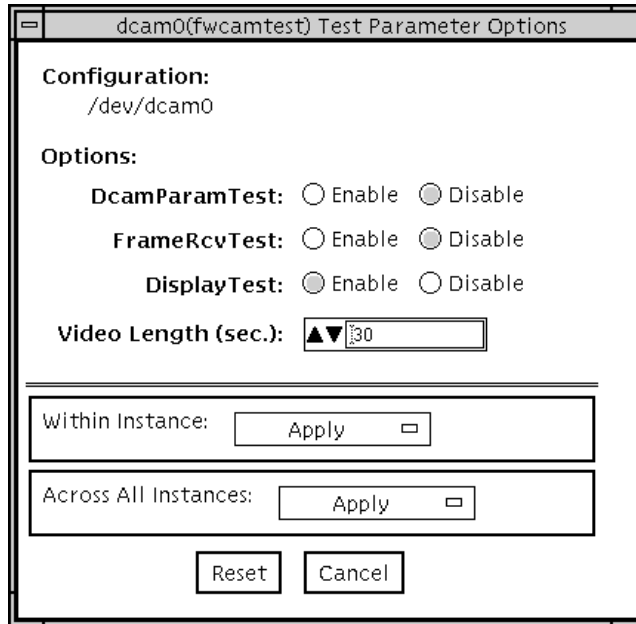 dcam0(fwcamtest) Test Parameter Options
Configuration:
/dev/dcam0
Options:
DcamParamTest: Enable Disable
FrameRcvTest: Enable Disable
DisplayTest: Enable Disable
Video Length (sec.): 30
Within Instance: Apply
Across All Instances: Apply
Reset Cancel